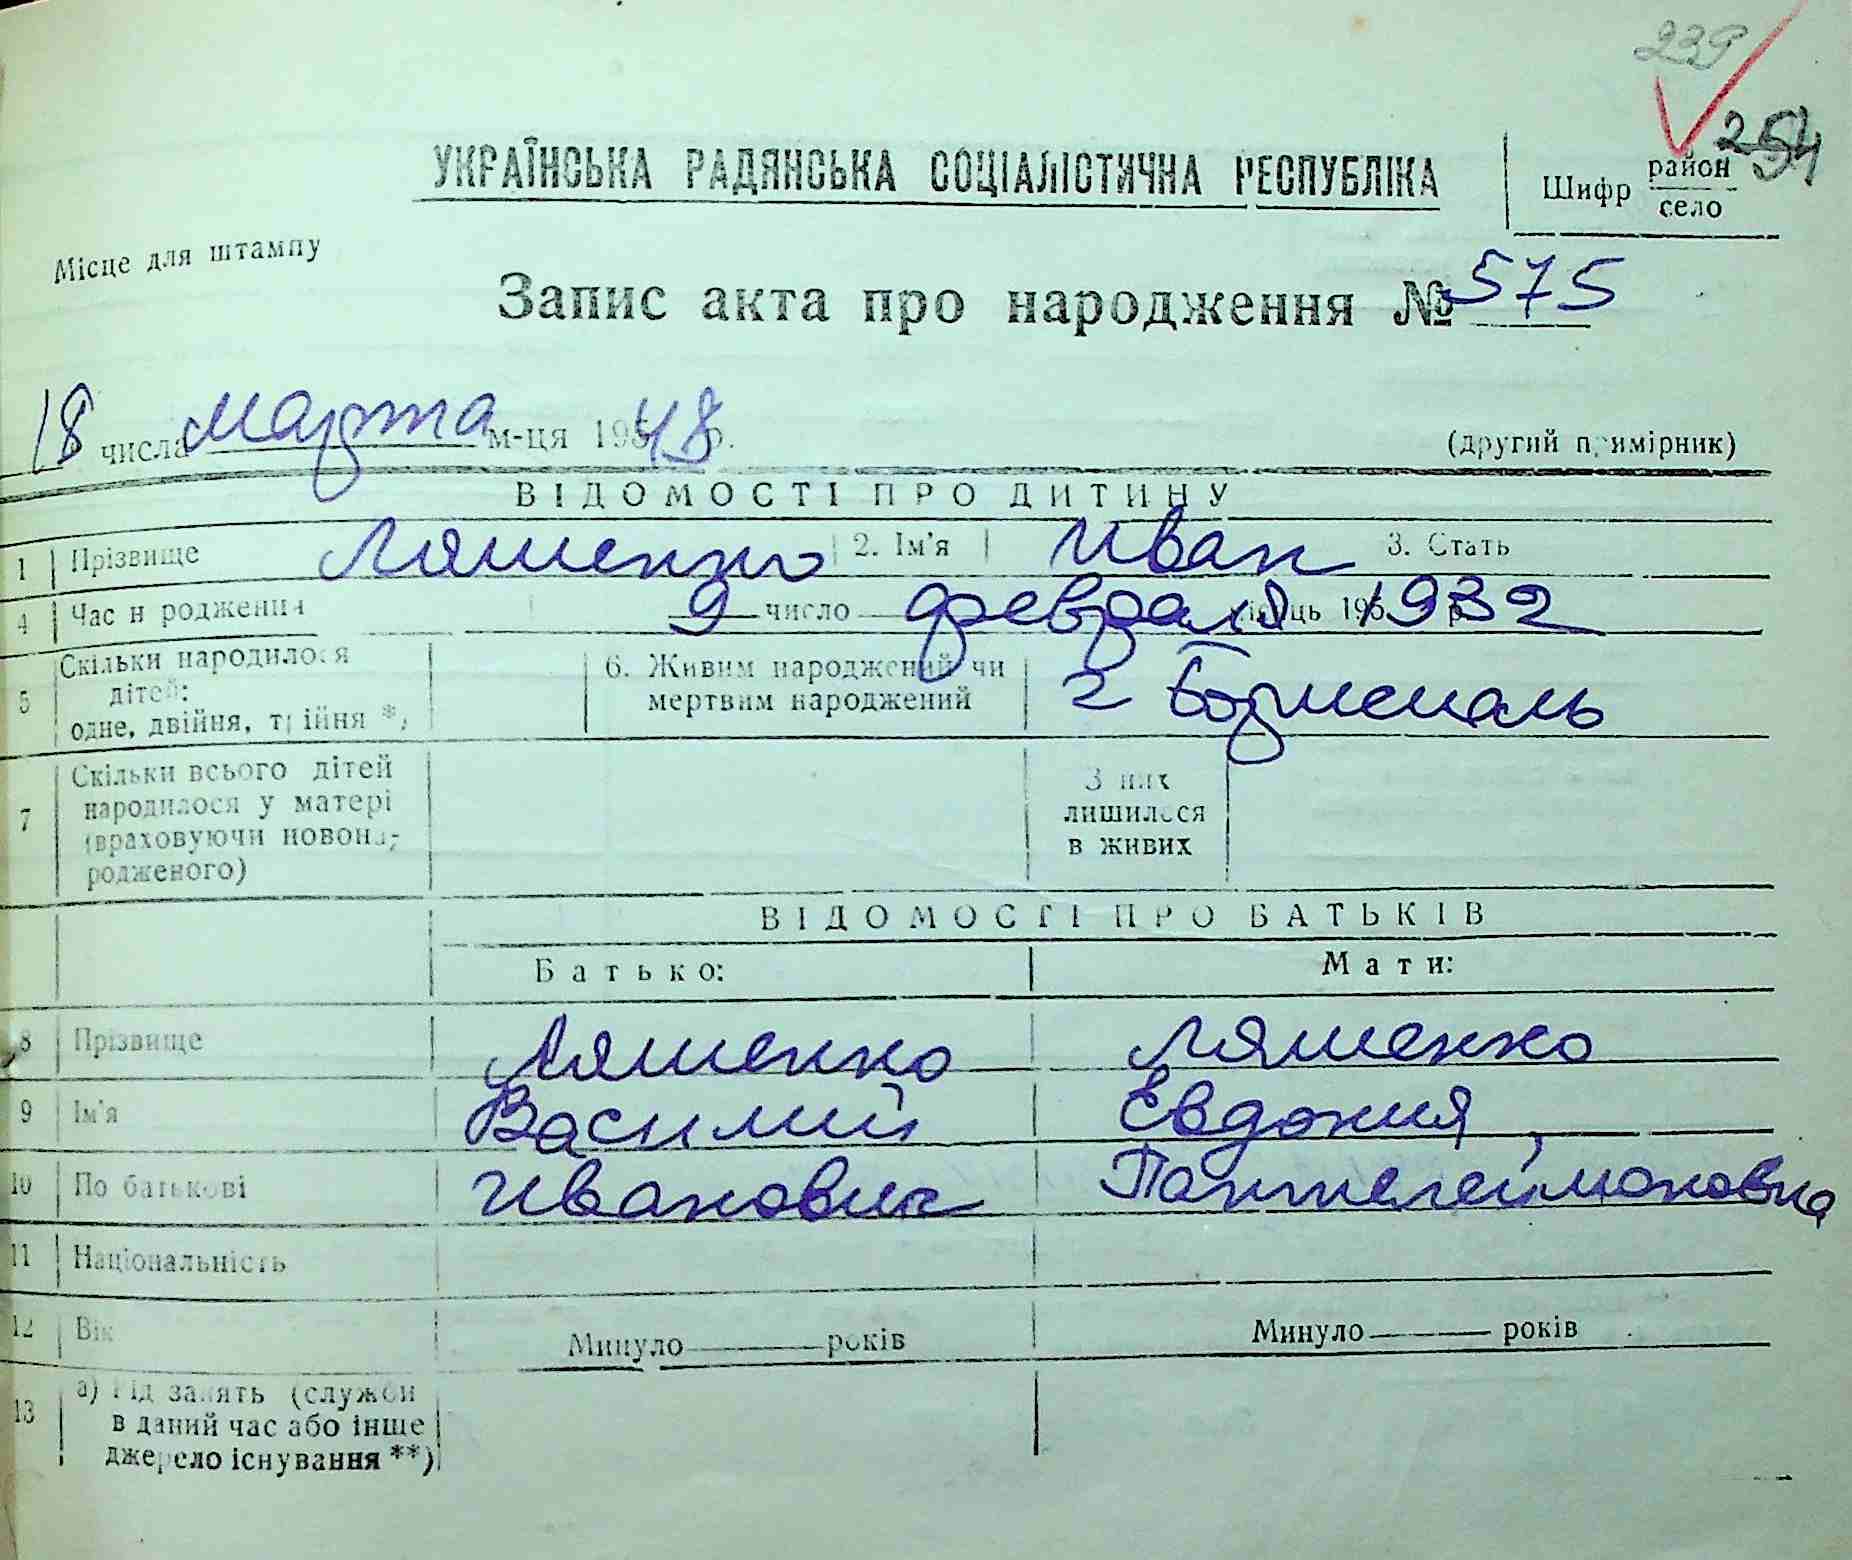 239
254
УКРАЇНСЬКА РАДЯНСЬКА СОЦІАЛІСТИЧНА РЕСПУБЛІКА
Шифр район
село
Місце для штампу
Запис акта про народження № 575
18 числа марта м-ця 1948 р.
(другий примірник)
ВІДОМОСТІ ПРО ДИТИНУ
1 Прізвище Ляшенко 2. Ім'я Иван 3. Стать
4 Час народження 9 число февраля місяць 195 1932
5 Скільки народилося дітей: одне, двійня, трійня *)
6. Живим народжений чи мертвим народжений г Борисполь
7 Скільки всього дітей народилося у матері (враховуючи новонародженого)
З них лишилося в живих
ВІДОМОСТІ ПРО БАТЬКІВ
Батько: Мати:
8 Прізвище Ляшенко Ляшенко
9 Ім'я Василий Евдокия
10 По батькові Иванович Пантелеймоновна
11 Національність
12 Вік Минуло років Минуло років
13 а) Рід занять (служби
в даний час або інше
джерело існування **)